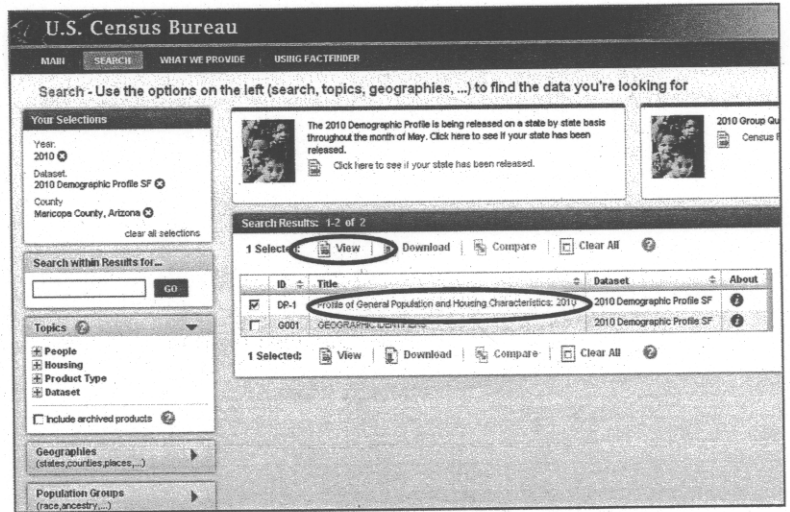 U.S. Census Bureau
MAIN SEARCH WHAT WE PROVIDE USING FACTFINDER
Search - Use the options on the left (search, topics, geographies, ...) to find the data you're looking for
Your Selections
Year:
2010
Dataset:
2010 Demographic Profile SF
County
Maricopa County, Arizona
clear all selections
Search within Results for...
GO
Topics ?
People
Housing
Product Type
Dataset
Include archived products ?
Geographies
(states,counties,places,...)
Population Groups
(race,ancestry,...)
The 2010 Demographic Profile is being released on a state by state basis
throughout the month of May. Click here to see if your state has been
released.
Click here to see if your state has been released.
2010 Group Qu
Census
Search Results: 1-2 of 2
1 Selected: View Download Compare Clear All ?
ID Title Dataset About
DP-1 Profile of General Population and Housing Characteristics: 2010 2010 Demographic Profile SF i
G001 GEOGRAPHIC IDENTIFIERS 2010 Demographic Profile SF i
1 Selected: View Download Compare Clear All ?